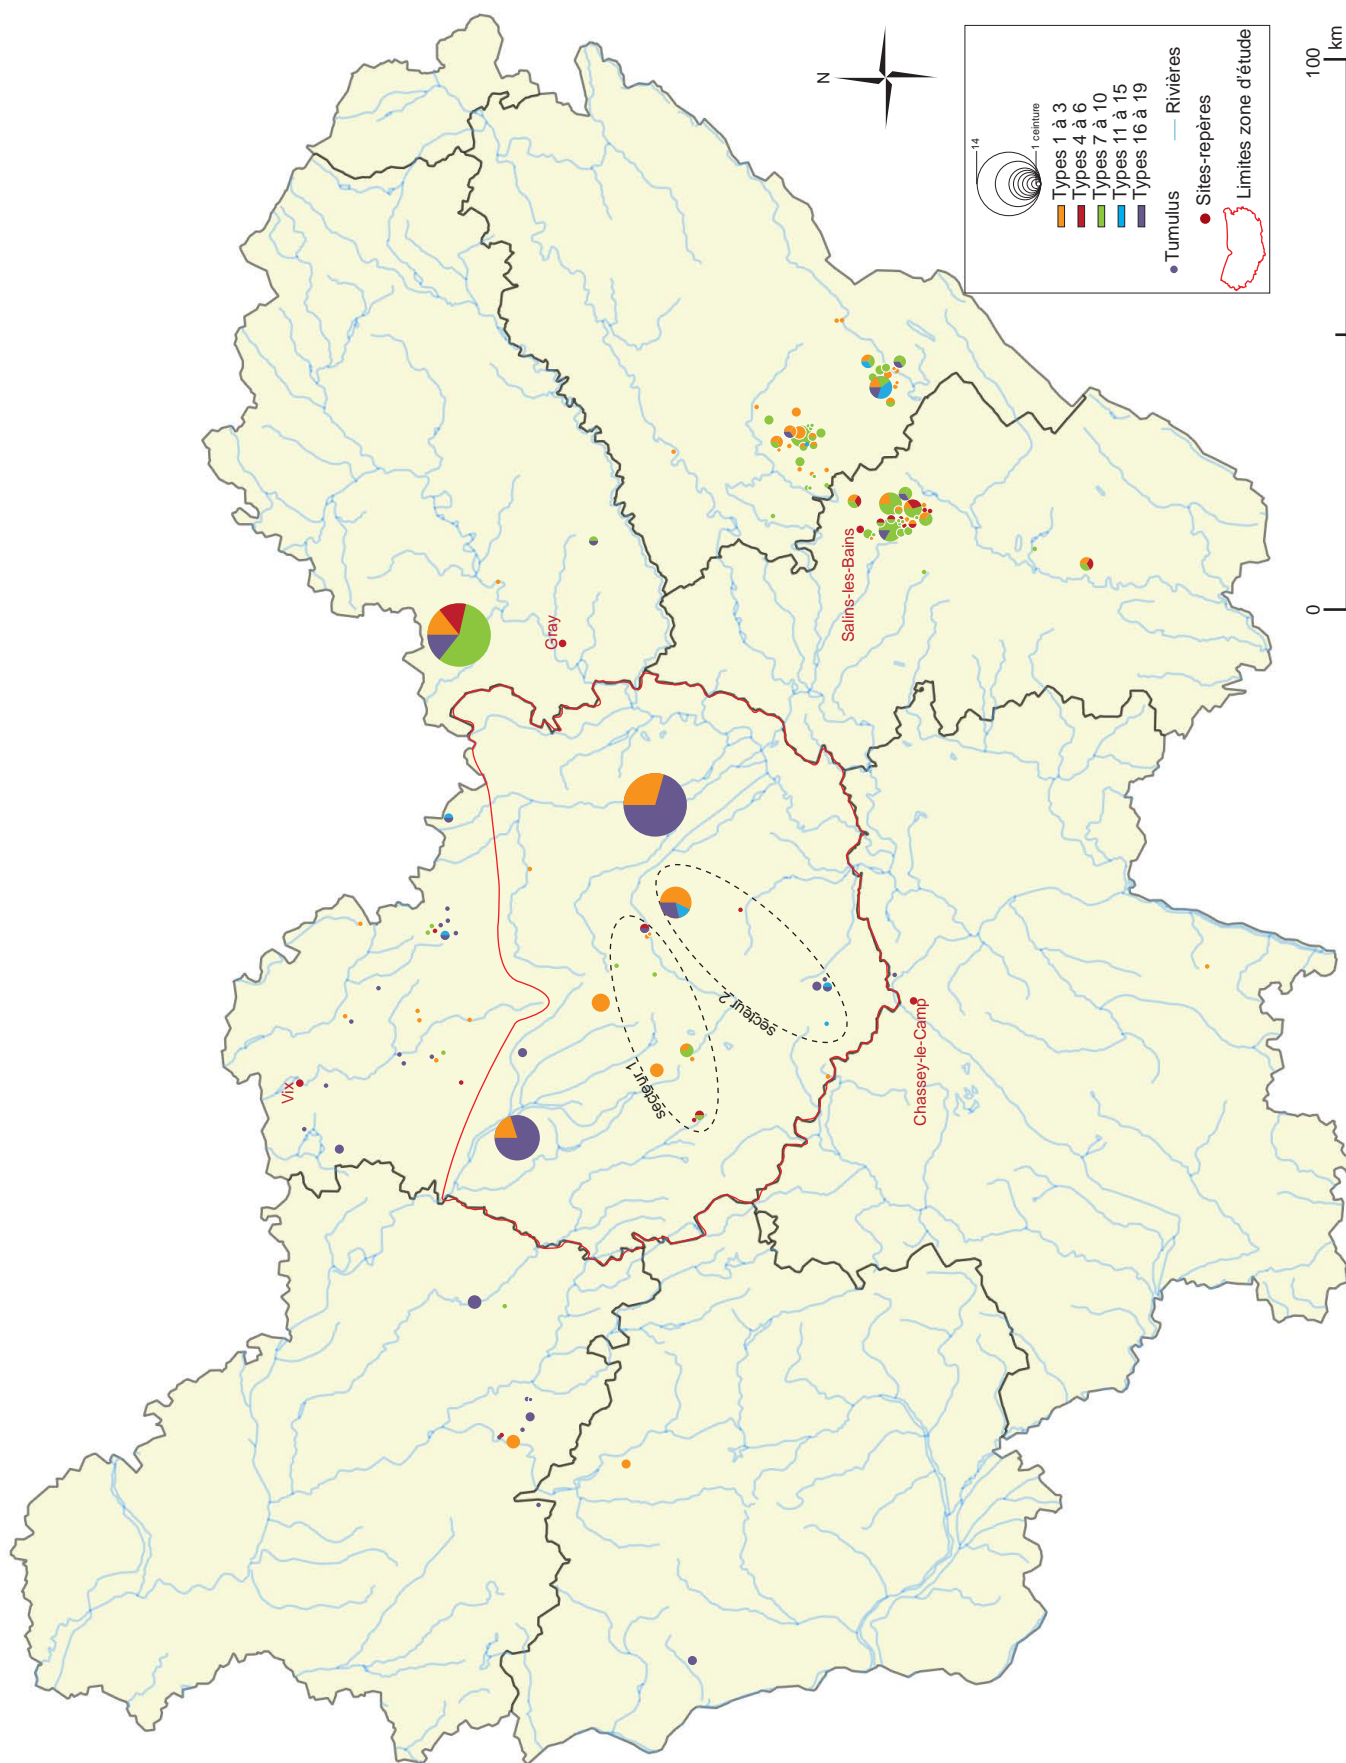 N
14
1 ceinture
Types 1 à 3
Types 4 à 6
Types 7 à 10
Types 11 à 15
Types 16 à 19
Tumulus
Rivières
Sites-repères
Limites zone d'étude
0
100
km
Vix
Gray
Salins-les-Bains
Chassey-le-Camp
secteur 1
secteur 2